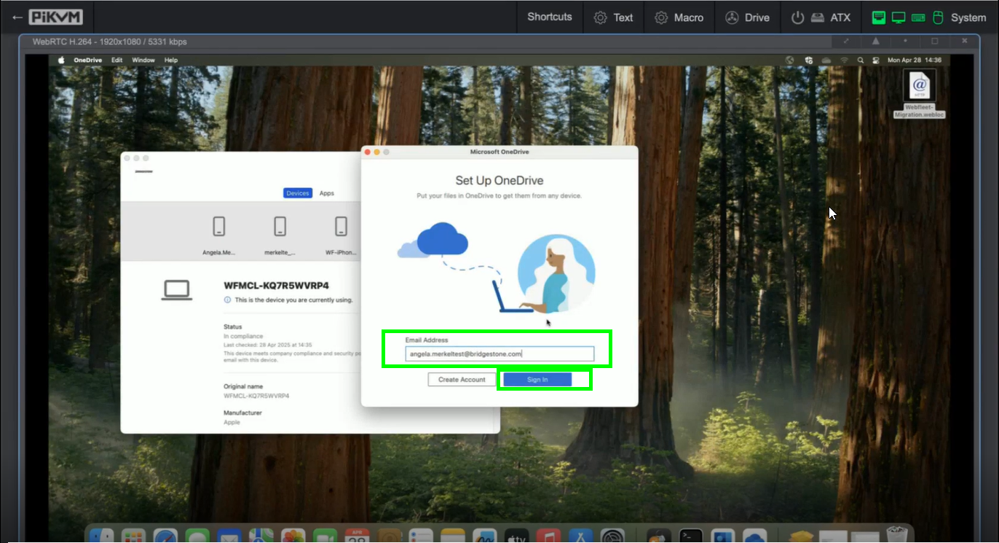 ← PiKVM
Shortcuts
Text
Macro
Drive
ATX
System
WebRTC H.264 - 1920x1080 / 5331 kbps
OneDrive Edit Window Help
Mon Apr 28 14:36
HTTP
Webfleet-
Migration.webloc
Microsoft OneDrive
Set Up OneDrive
Put your files in OneDrive to get them from any device.
Devices Apps
Angela.Me...
merkelte_...
WF-iPhon...
WFMCL-KQ7R5WVRP4
This is the device you are currently using.
Status
In compliance
Last checked: 28 Apr 2025 at 14:35
This device meets company compliance and security po
email with this device.
Original name
WFMCL-KQ7R5WVRP4
Manufacturer
Apple
Email Address
angela.merkeltest@bridgestone.com
Create Account
Sign In
APR
28
tv